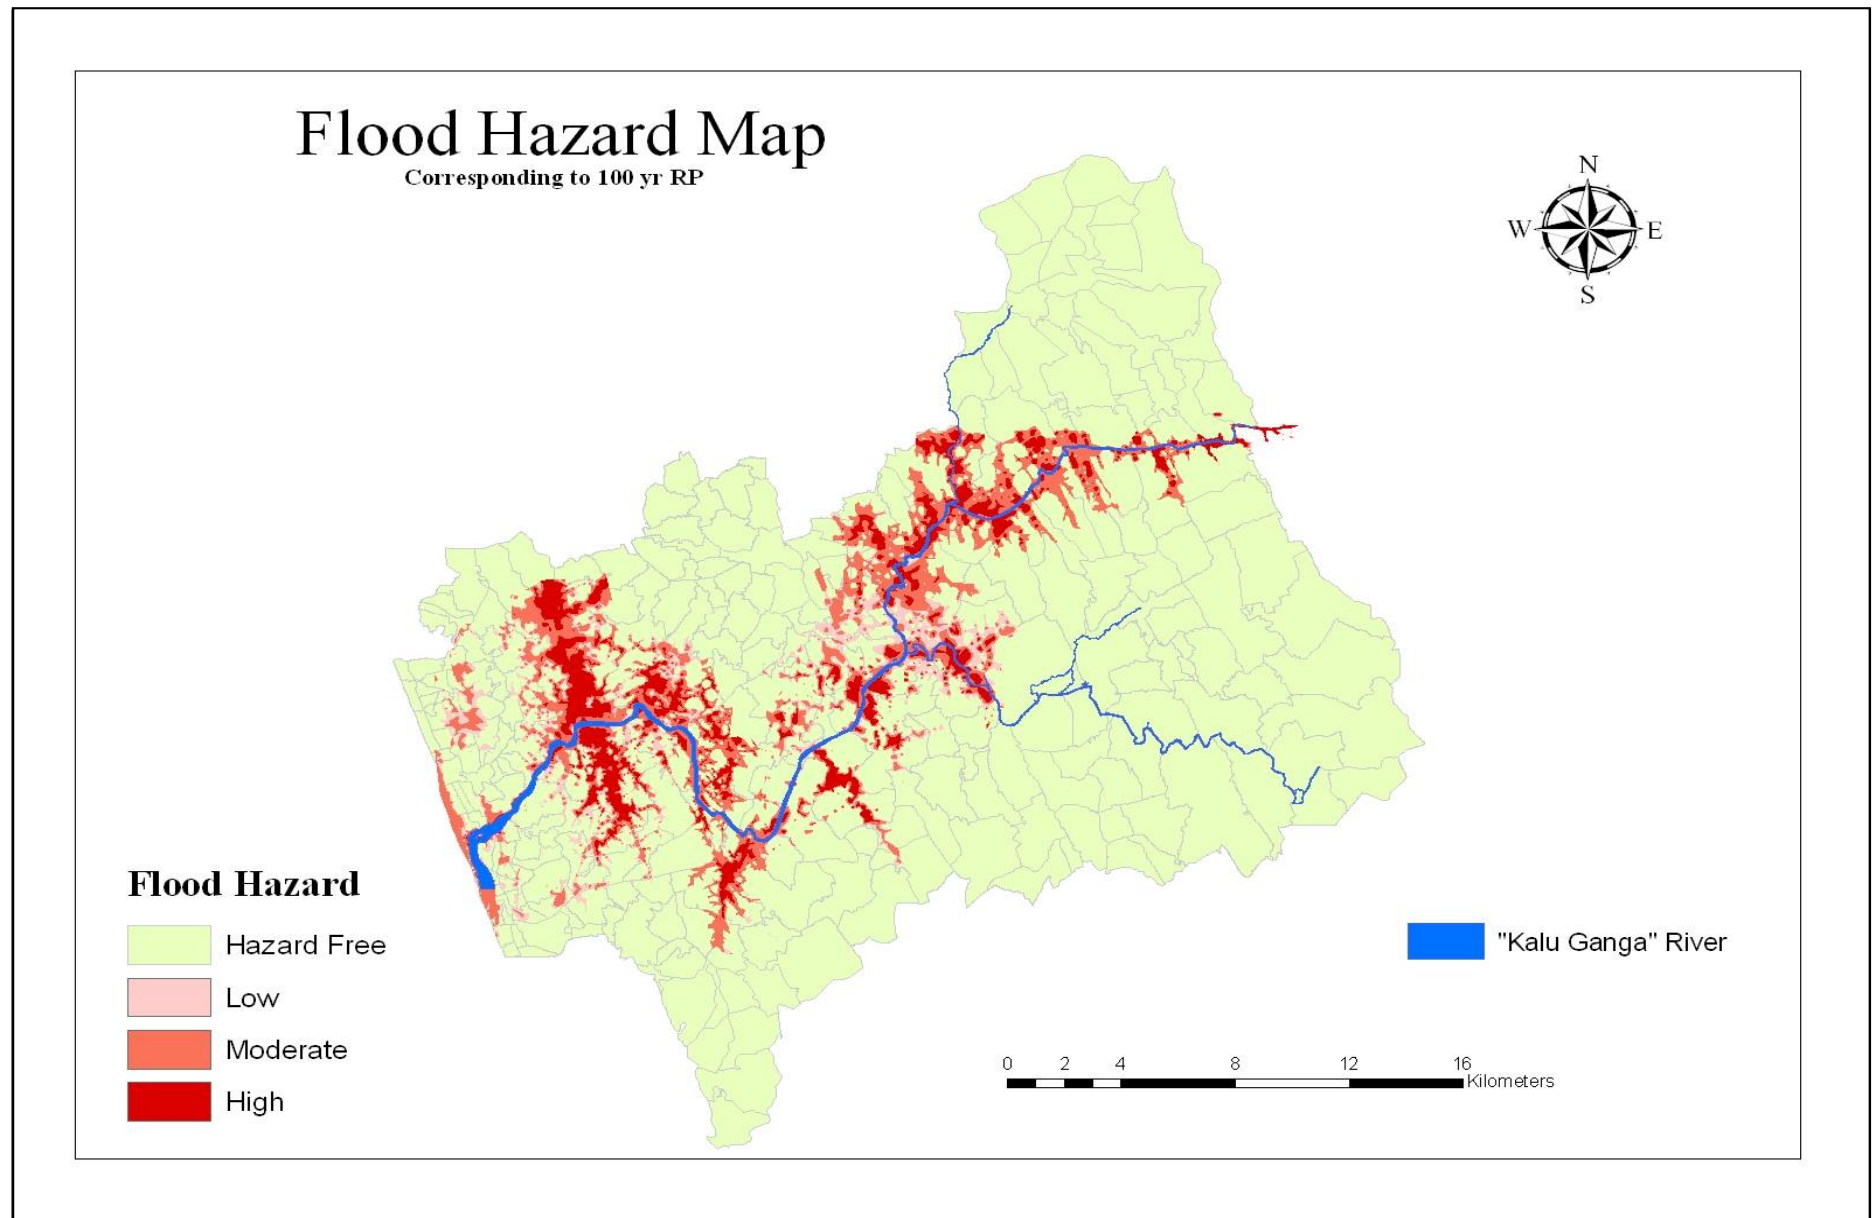 Flood Hazard Map
Corresponding to 100 yr RP
N
W E
S
Flood Hazard
Hazard Free
Low
Moderate
High
"Kalu Ganga" River
0 2 4 8 12 16
Kilometers